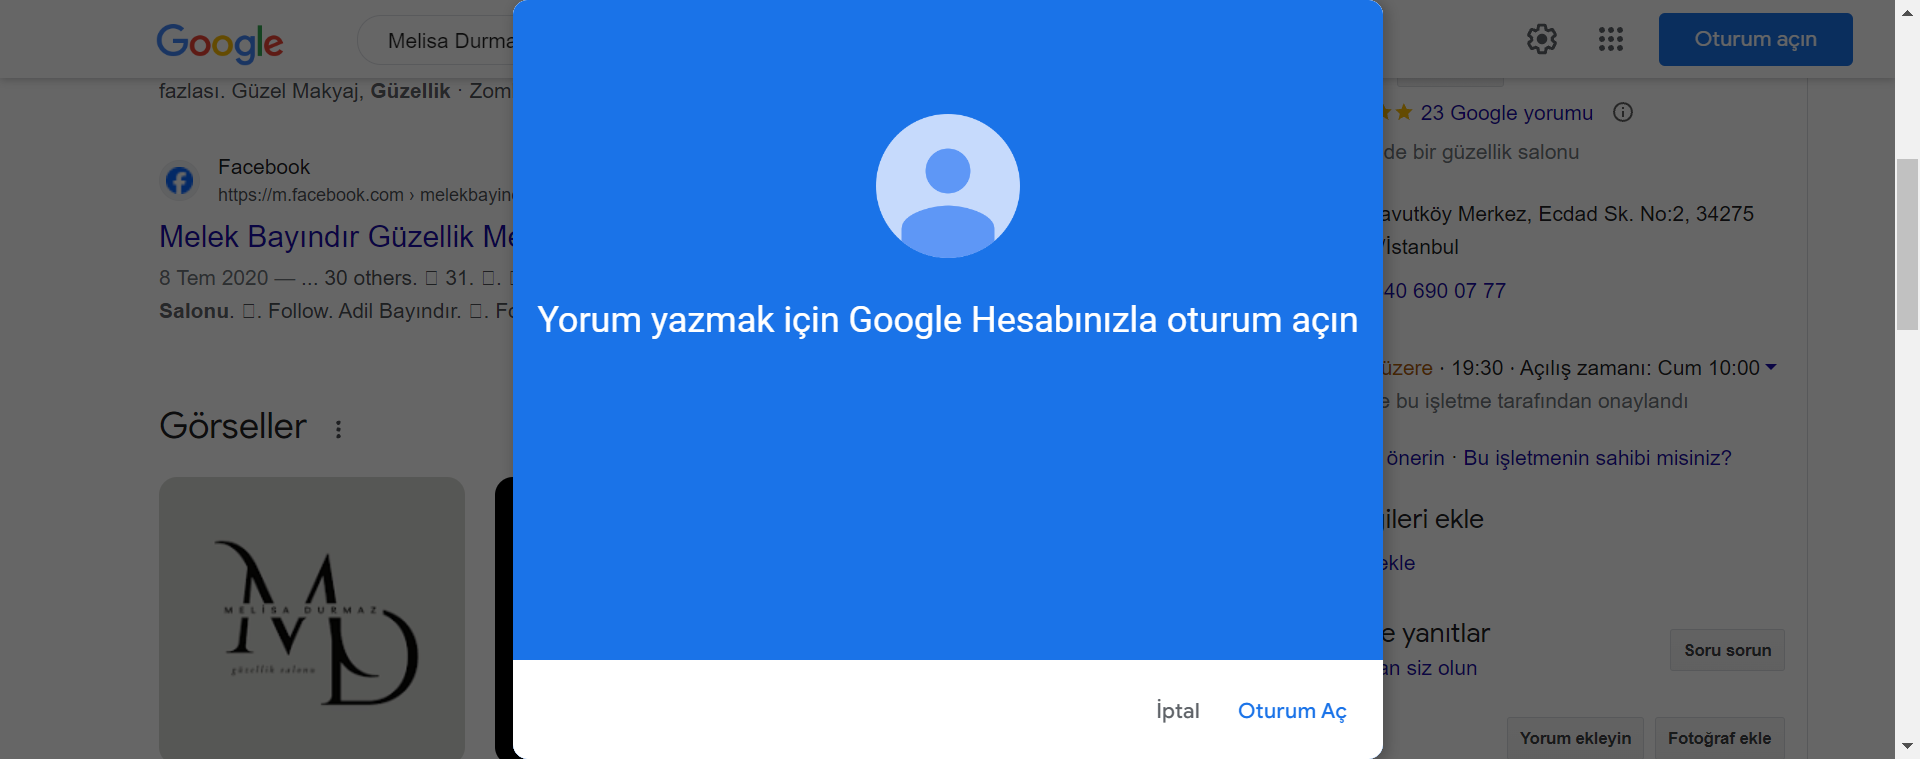 Google
Melisa Durma
Oturum açın
fazlası. Güzel Makyaj, Güzellik · Zom
Facebook
https://m.facebook.com › melekbayın
Melek Bayındır Güzellik Me
8 Tem 2020 — ... 30 others. 󰞋 31. 󰤥. 󰤦
Salonu. 󰞋. Follow. Adil Bayındır. 󰞋. Fo
Görseller
MELİSA DURMAZ
MD
güzellik salonu
Yorum yazmak için Google Hesabınızla oturum açın
İptal
Oturum Aç
23 Google yorumu
de bir güzellik salonu
avutköy Merkez, Ecdad Sk. No:2, 34275
/İstanbul
40 690 07 77
üzere · 19:30 · Açılış zamanı: Cum 10:00
e bu işletme tarafından onaylandı
önerin · Bu işletmenin sahibi misiniz?
gileri ekle
ekle
e yanıtlar
an siz olun
Soru sorun
Yorum ekleyin
Fotoğraf ekle